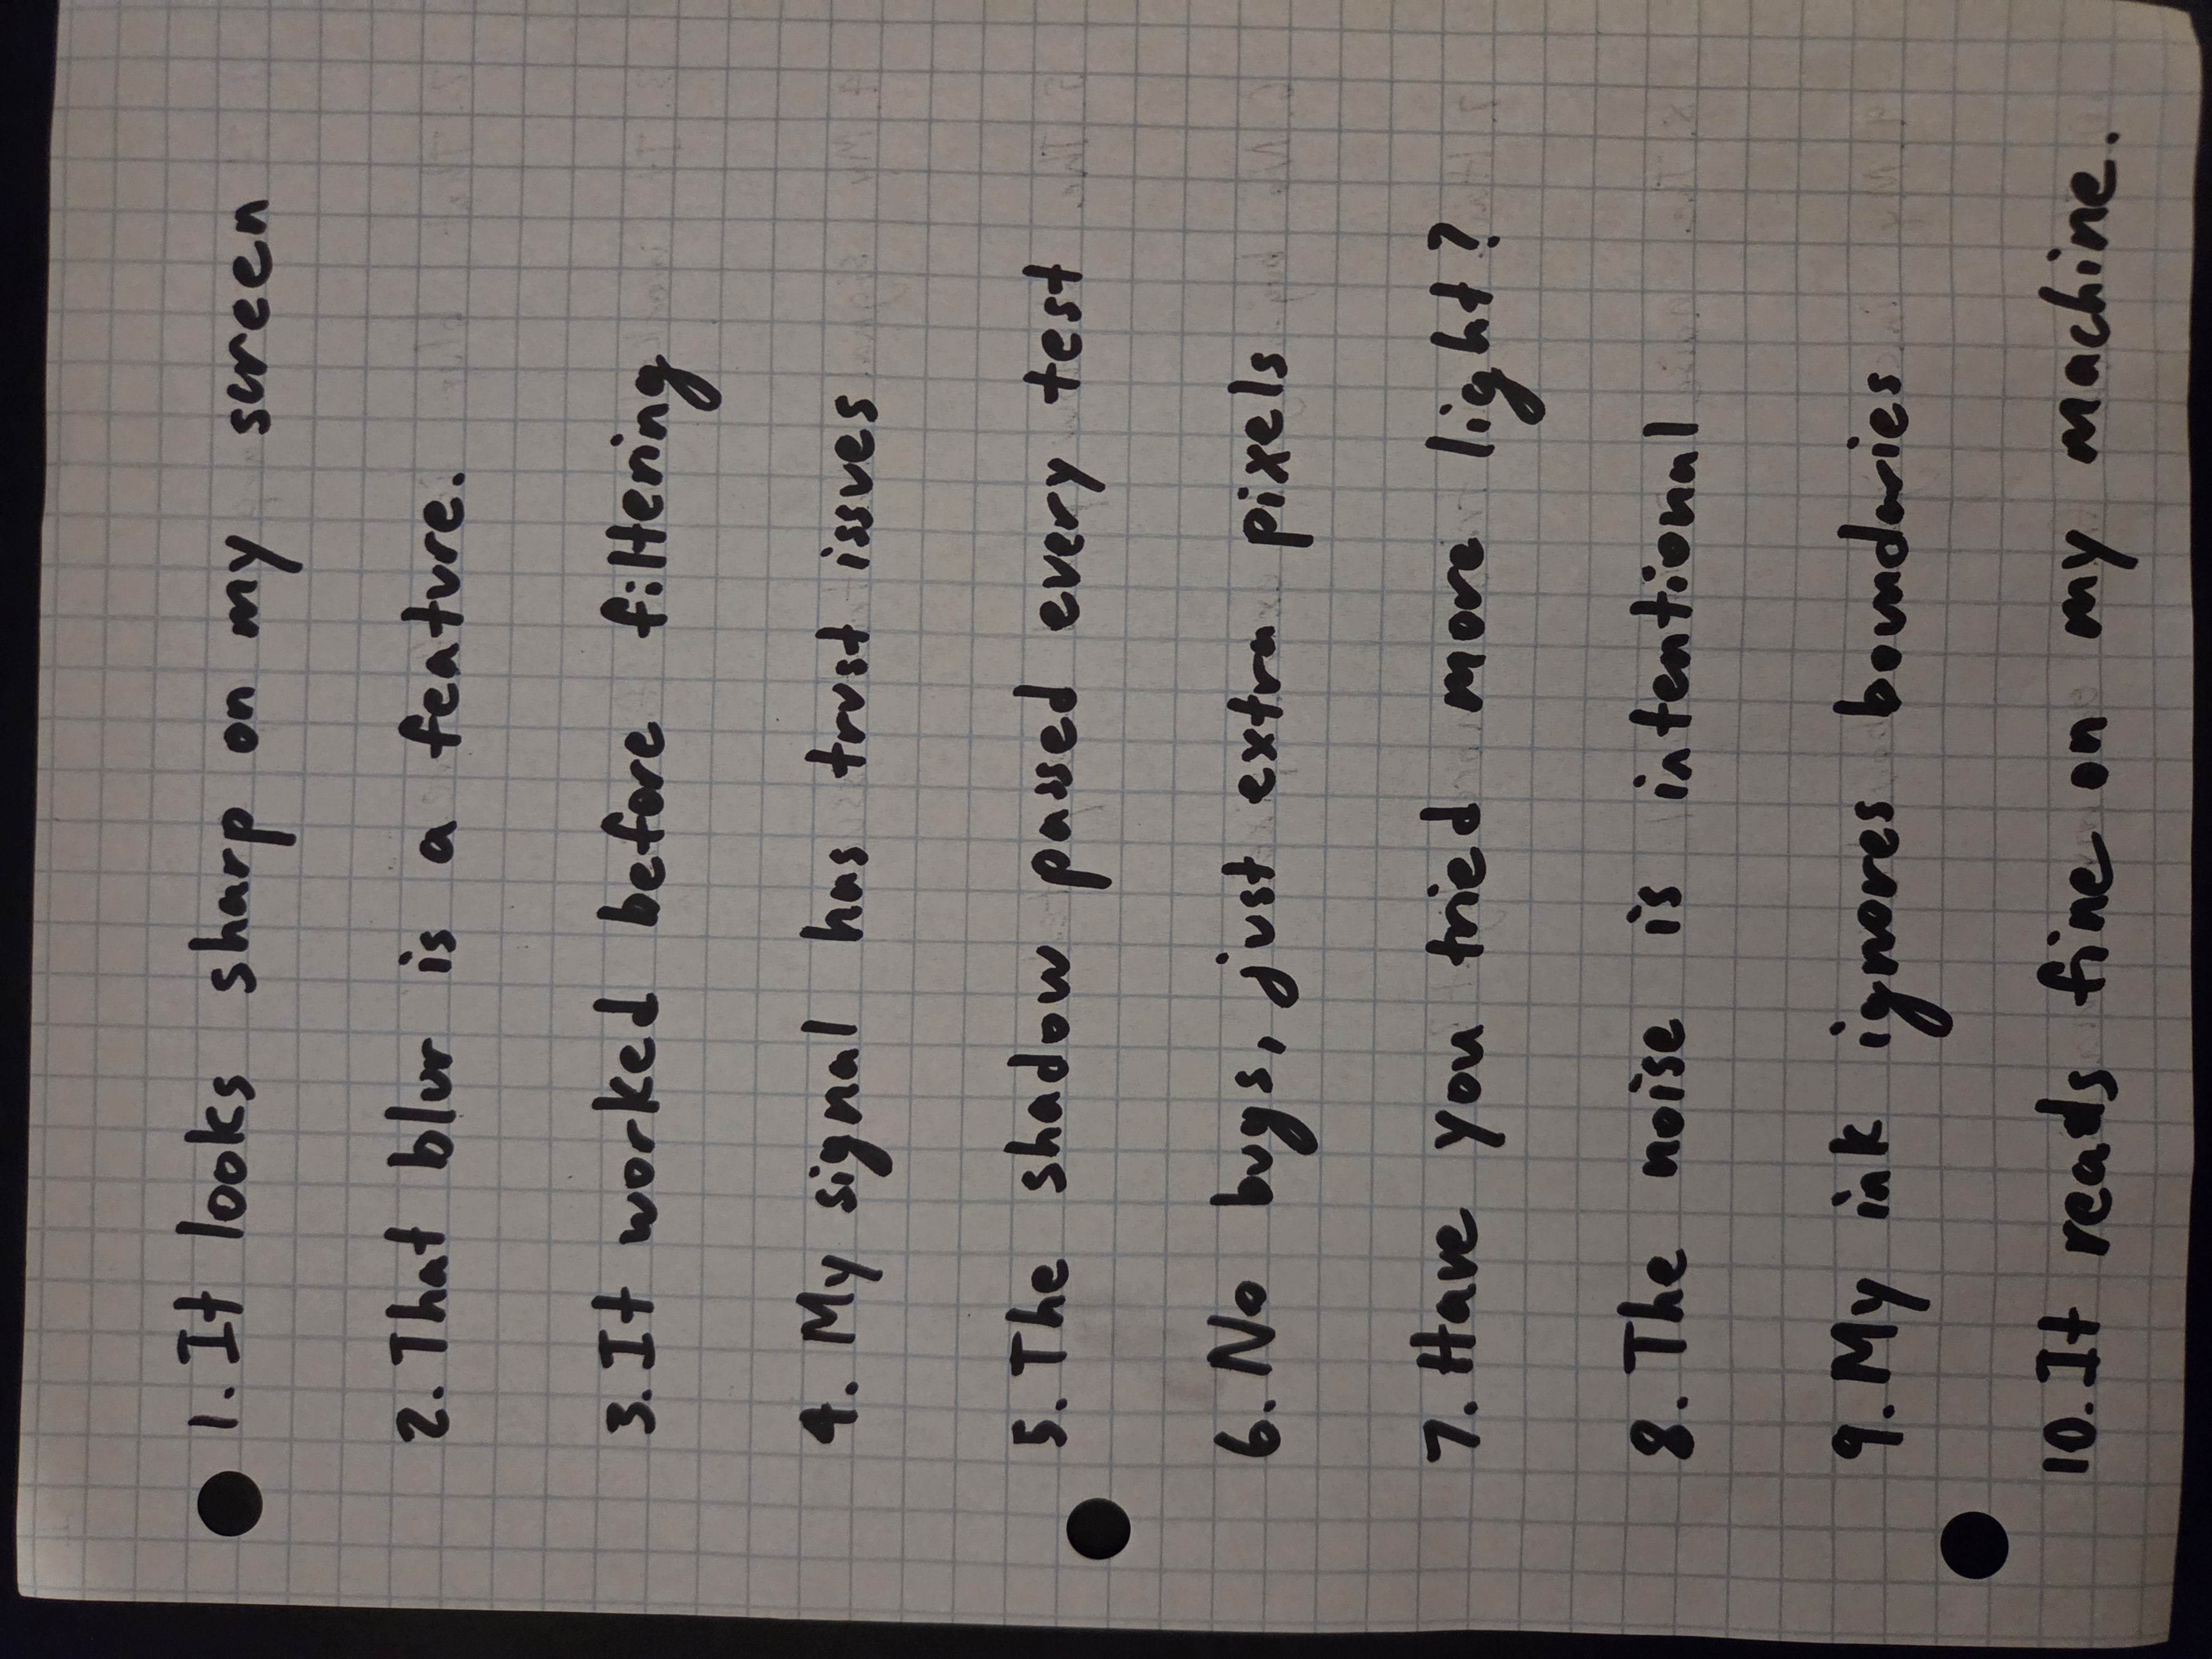 1. It looks sharp on my screen
2. That blur is a feature.
3. It worked before filtering
4. My signal has trust issues
5. The shadow passed every test
6. No bugs, just extra pixels
7. Have you tried more light?
8. The noise is intentional
9. My ink ignores boundaries
10. It reads fine on my machine.